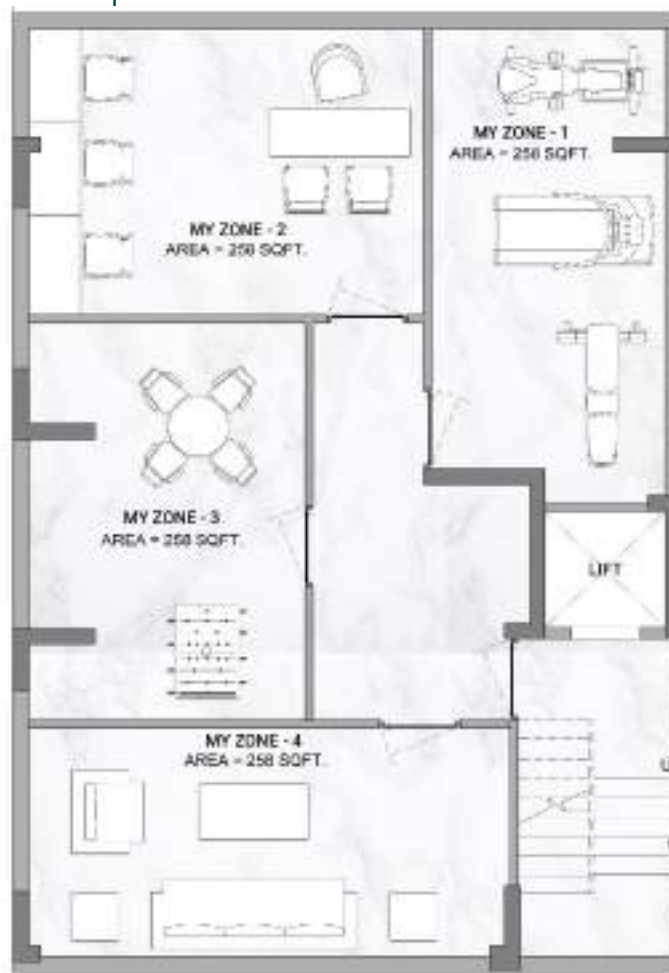 MY ZONE - 1
AREA = 258 SQFT.
MY ZONE - 2
AREA = 258 SQFT.
MY ZONE - 3
AREA = 258 SQFT.
LIFT
MY ZONE - 4
AREA = 258 SQFT.